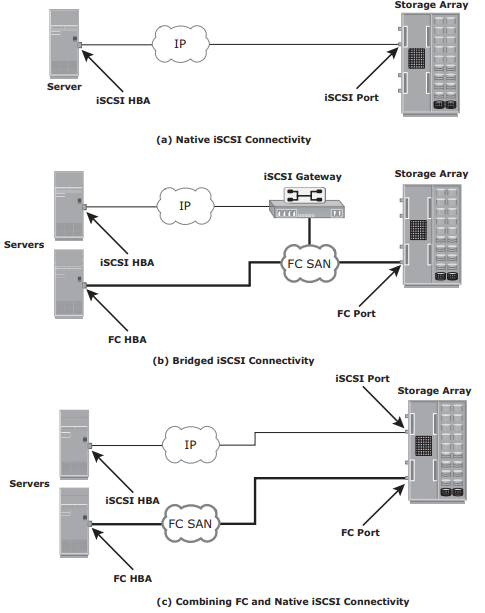 Storage Array
IP
Server
iSCSI HBA
iSCSI Port
(a) Native iSCSI Connectivity
iSCSI Gateway
Storage Array
IP
Servers
iSCSI HBA
FC SAN
FC HBA
FC Port
(b) Bridged iSCSI Connectivity
iSCSI Port
Storage Array
IP
Servers
iSCSI HBA
FC SAN
FC Port
FC HBA
(c) Combining FC and Native iSCSI Connectivity